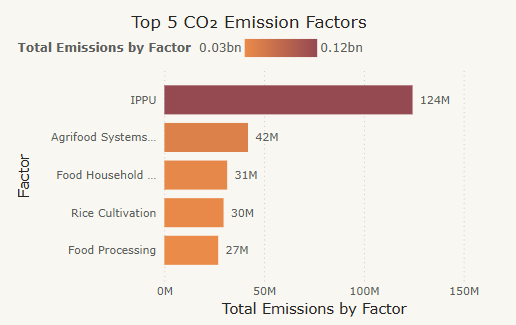 Top 5 CO₂ Emission Factors
Total Emissions by Factor 0.03bn 0.12bn
IPPU 124M
Agrifood Systems... 42M
Food Household ... 31M
Rice Cultivation 30M
Food Processing 27M
Factor
0M 50M 100M 150M
Total Emissions by Factor